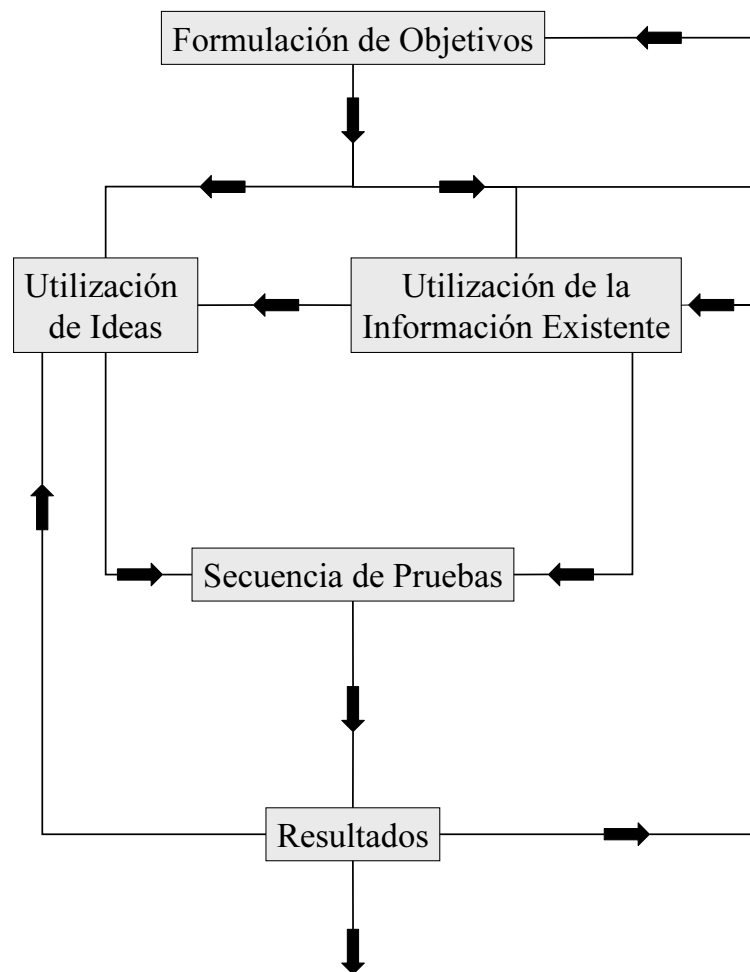 Formulación de Objetivos
Utilización
de Ideas
Utilización de la
Información Existente
Secuencia de Pruebas
Resultados